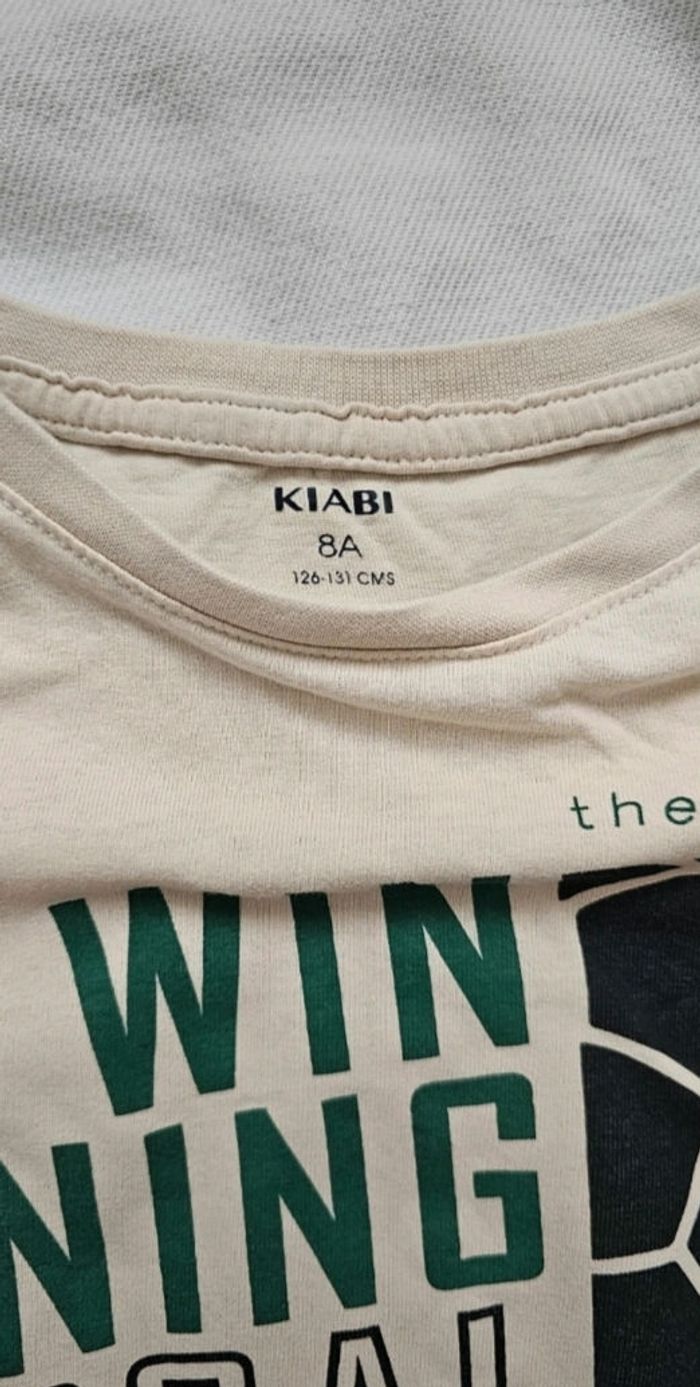 KIABI
8A
126-131 CMS
the
WIN
NING